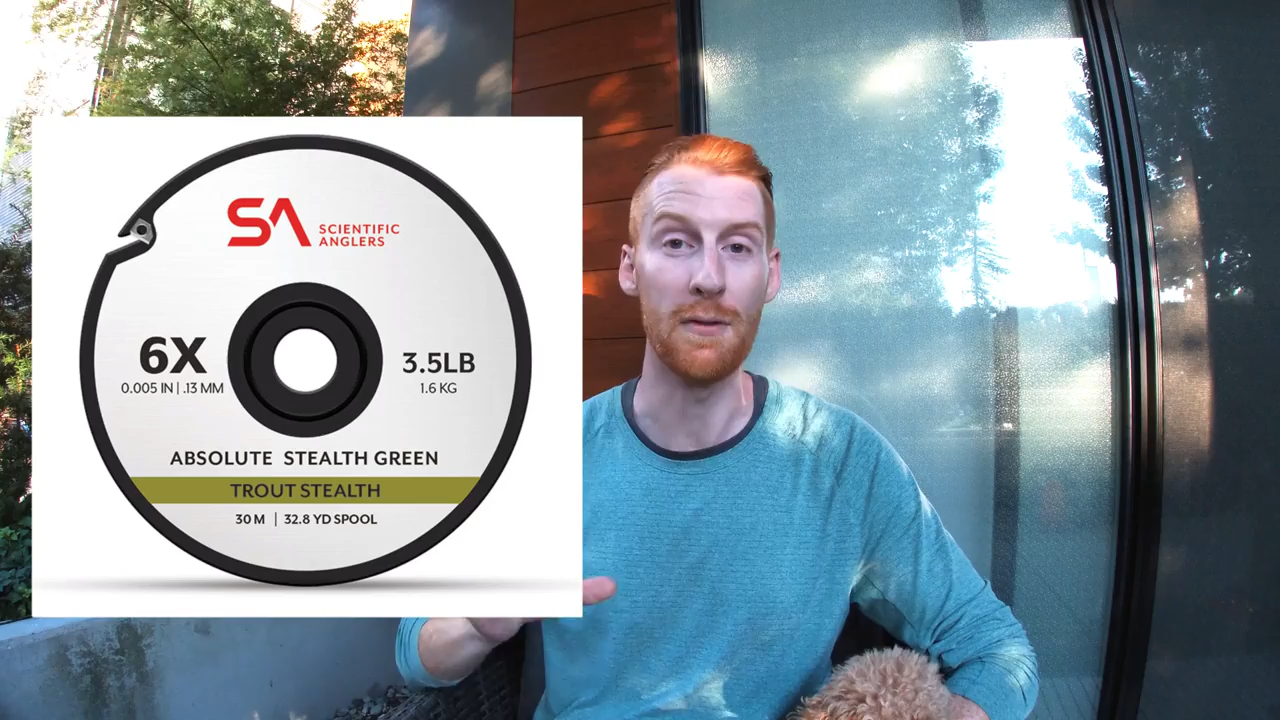 SA SCIENTIFIC
ANGLERS
6X
0.005 IN | .13 MM
3.5LB
1.6 KG
ABSOLUTE STEALTH GREEN
TROUT STEALTH
30 M | 32.8 YD SPOOL